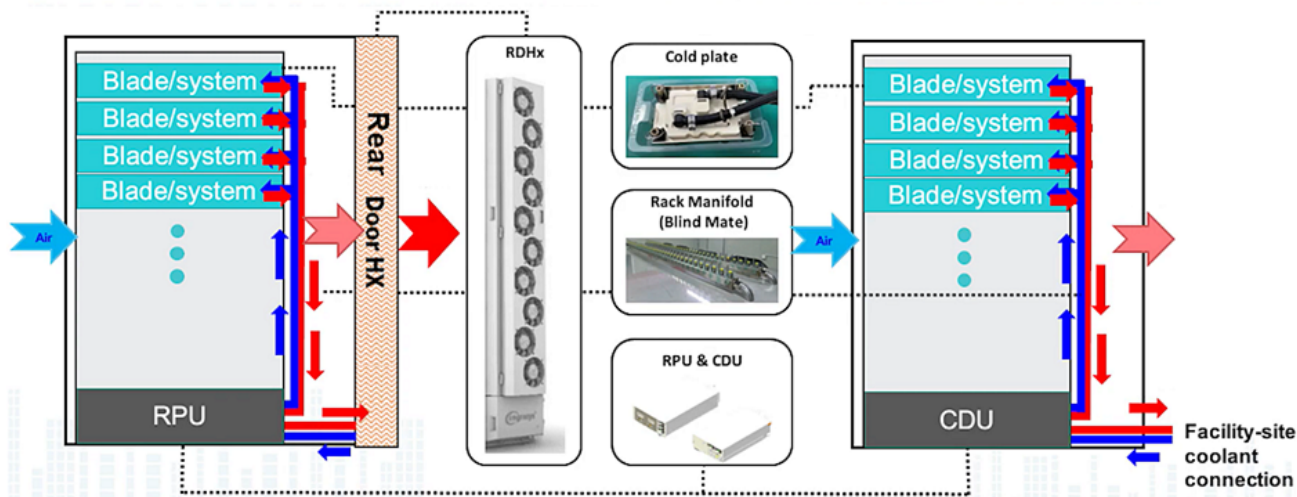 Blade/system
Blade/system
Blade/system
Blade/system
Air
RPU
Rear Door HX
RDHx
Cold plate
Rack Manifold
(Blind Mate)
RPU & CDU
Blade/system
Blade/system
Blade/system
Blade/system
Air
CDU
Facility-site
coolant
connection